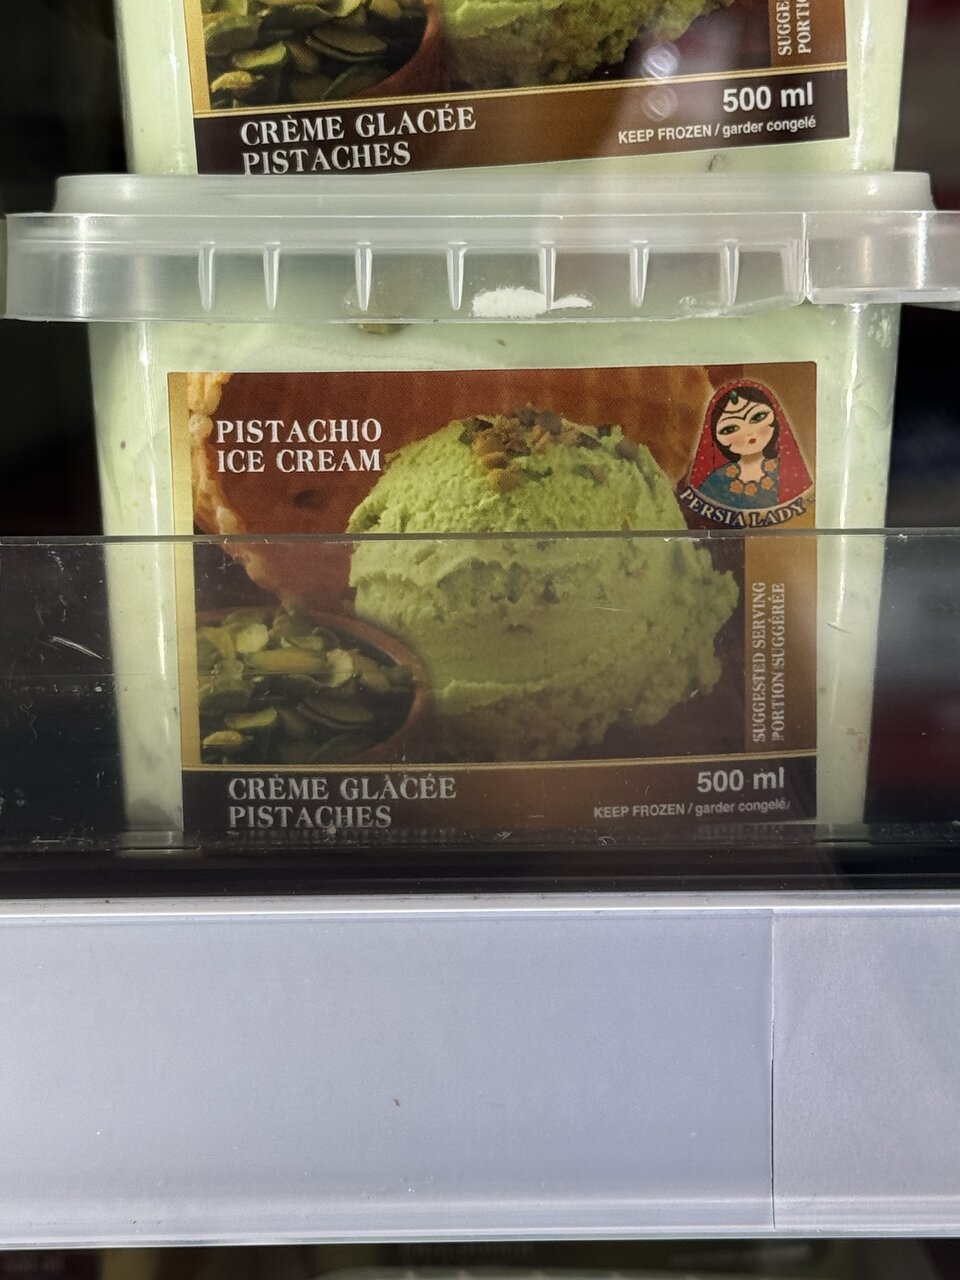 SUGGE
PORTI
500 ml
KEEP FROZEN / garder congelé
CRÈME GLACÉE
PISTACHES
PISTACHIO
ICE CREAM
PERSIA LADY
SUGGESTED SERVING
PORTION SUGGÉRÉE
CRÈME GLACÉE
PISTACHES
500 ml
KEEP FROZEN / garder congelé